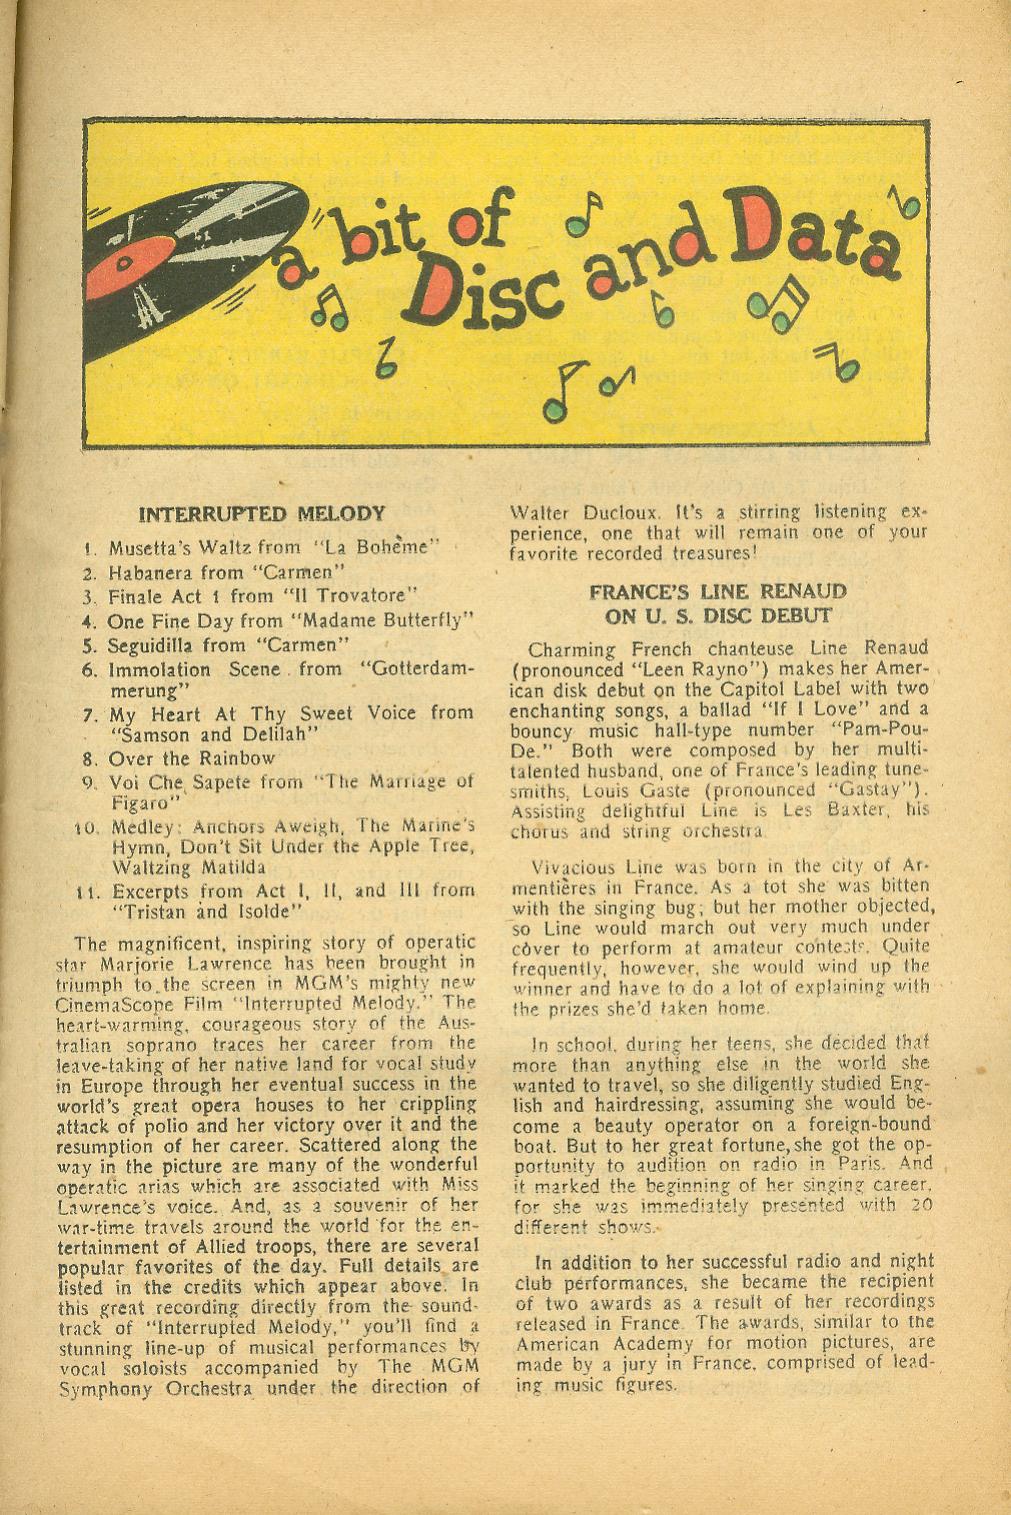 a bit of
Disc and Data
INTERRUPTED MELODY
1. Musetta's Waltz from "La Bohème"
2. Habanera from "Carmen"
3. Finale Act 1 from "Il Trovatore"
4. One Fine Day from "Madame Butterfly"
5. Seguidilla from "Carmen"
6. Immolation Scene from "Gotterdam-
merung"
7. My Heart At Thy Sweet Voice from
"Samson and Delilah"
8. Over the Rainbow
9. Voi Che Sapete from "The Marriage of
Figaro"
10. Medley: Anchors Aweigh, The Marine's
Hymn, Don't Sit Under the Apple Tree,
Waltzing Matilda
11. Excerpts from Act I, II, and III from
"Tristan and Isolde"
The magnificent, inspiring story of operatic
star Marjorie Lawrence has been brought in
triumph to the screen in MGM's mighty new
CinemaScope Film "Interrupted Melody." The
heart-warming, courageous story of the Aus-
tralian soprano traces her career from the
leave-taking of her native land for vocal study
in Europe through her eventual success in the
world's great opera houses to her crippling
attack of polio and her victory over it and the
resumption of her career. Scattered along the
way in the picture are many of the wonderful
operatic arias which are associated with Miss
Lawrence's voice. And, as a souvenir of her
war-time travels around the world for the en-
tertainment of Allied troops, there are several
popular favorites of the day. Full details are
listed in the credits which appear above. In
this great recording directly from the sound-
track of "Interrupted Melody," you'll find a
stunning line-up of musical performances by
vocal soloists accompanied by The MGM
Symphony Orchestra under the direction of
Walter Ducloux. It's a stirring listening ex-
perience, one that will remain one of your
favorite recorded treasures!
FRANCE'S LINE RENAUD
ON U. S. DISC DEBUT
Charming French chanteuse Line Renaud
(pronounced "Leen Rayno") makes her Amer-
ican disk debut on the Capitol Label with two
enchanting songs, a ballad "If I Love" and a
bouncy music hall-type number "Pam-Pou-
De." Both were composed by her multi-
talented husband, one of France's leading tune-
smiths, Louis Gaste (pronounced "Gastay").
Assisting delightful Line is Les Baxter, his
chorus and string orchestra
Vivacious Line was born in the city of Ar-
mentières in France. As a tot she was bitten
with the singing bug; but her mother objected,
so Line would march out very much under
cover to perform at amateur contests. Quite
frequently, however, she would wind up the
winner and have to do a lot of explaining with
the prizes she'd taken home.
In school, during her teens, she decided that
more than anything else in the world she
wanted to travel, so she diligently studied Eng-
lish and hairdressing, assuming she would be-
come a beauty operator on a foreign-bound
boat. But to her great fortune, she got the op-
portunity to audition on radio in Paris. And
it marked the beginning of her singing career,
for she was immediately presented with 20
different shows.
In addition to her successful radio and night
club performances, she became the recipient
of two awards as a result of her recordings
released in France. The awards, similar to the
American Academy for motion pictures, are
made by a jury in France, comprised of lead-
ing music figures.